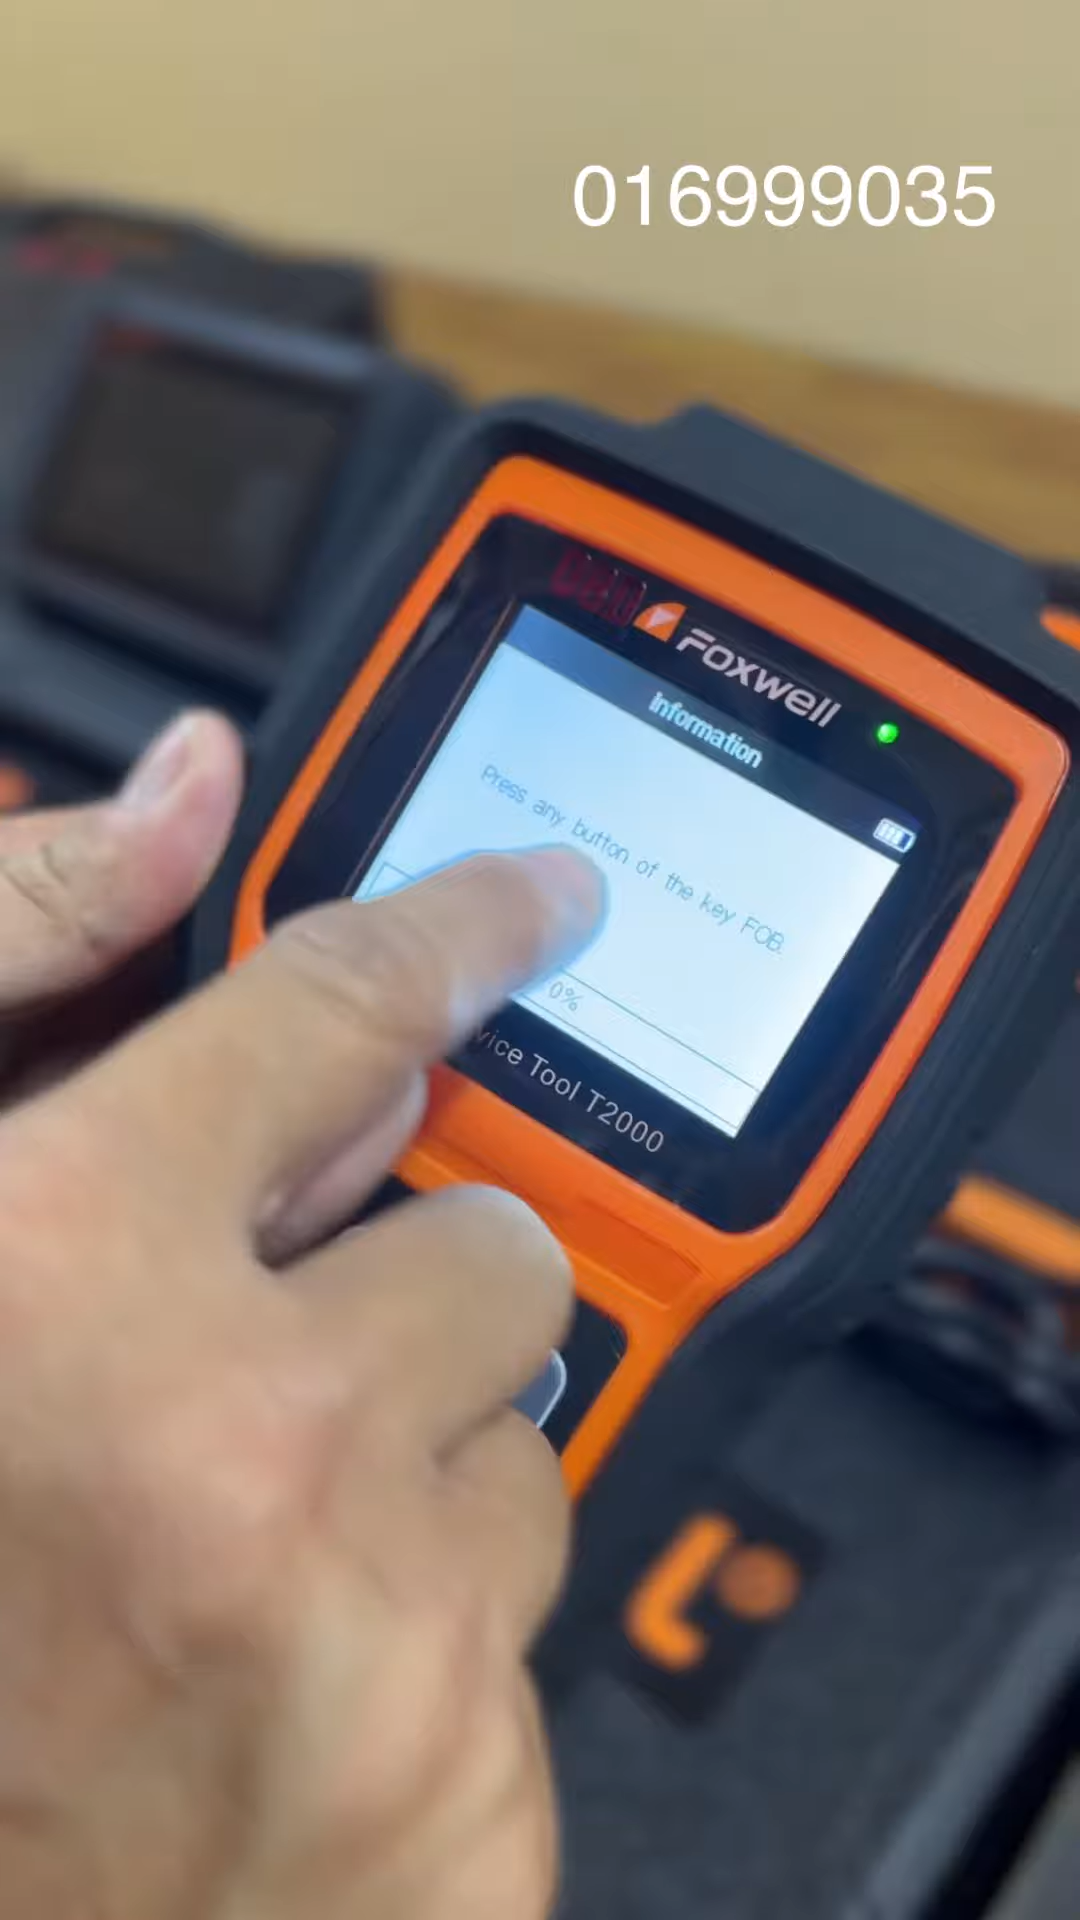 016999035
Foxwell
Information
Press any button of the key FOB.
0%
vice Tool T2000